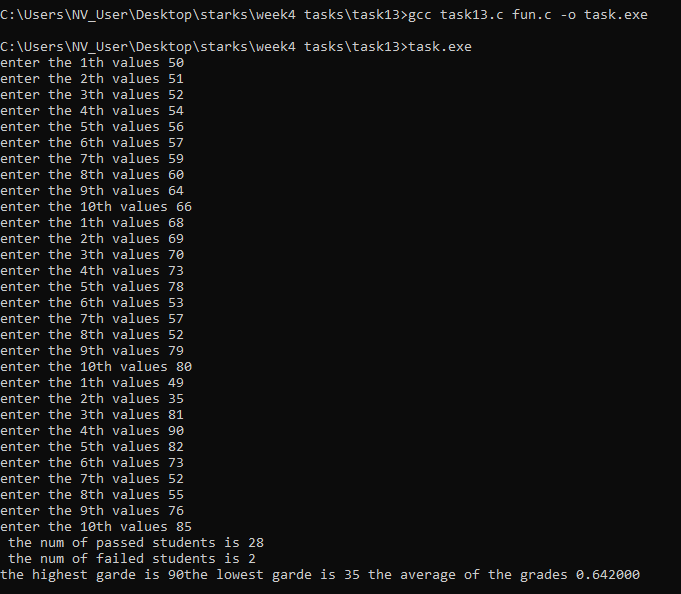 C:\Users\NV_User\Desktop\starks\week4 tasks\task13>gcc task13.c fun.c -o task.exe
C:\Users\NV_User\Desktop\starks\week4 tasks\task13>task.exe
enter the 1th values 50
enter the 2th values 51
enter the 3th values 52
enter the 4th values 54
enter the 5th values 56
enter the 6th values 57
enter the 7th values 59
enter the 8th values 60
enter the 9th values 64
enter the 10th values 66
enter the 1th values 68
enter the 2th values 69
enter the 3th values 70
enter the 4th values 73
enter the 5th values 78
enter the 6th values 53
enter the 7th values 57
enter the 8th values 52
enter the 9th values 79
enter the 10th values 80
enter the 1th values 49
enter the 2th values 35
enter the 3th values 81
enter the 4th values 90
enter the 5th values 82
enter the 6th values 73
enter the 7th values 52
enter the 8th values 55
enter the 9th values 76
enter the 10th values 85
 the num of passed students is 28
 the num of failed students is 2
the highest garde is 90the lowest garde is 35 the average of the grades 0.642000